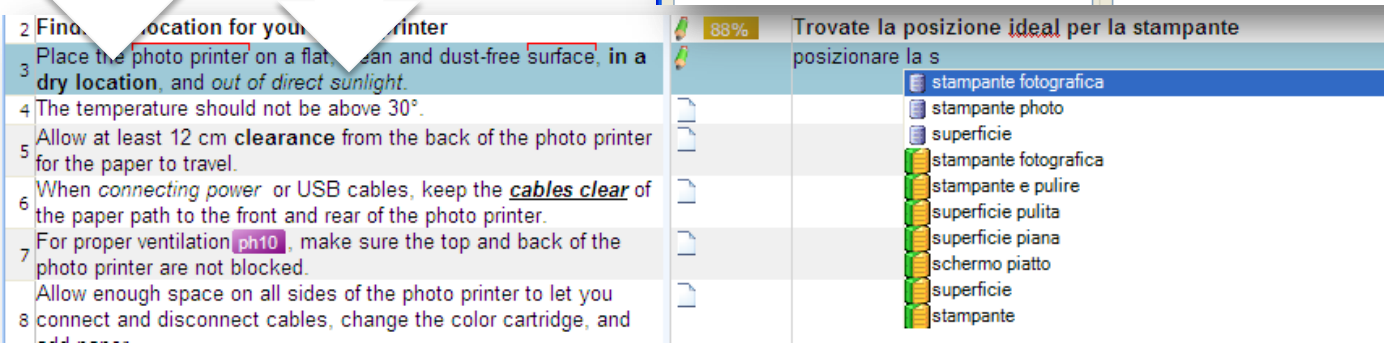 2 Find location for your printer 88% Trovate la posizione ideal per la stampante
Place the photo printer on a flat, clean and dust-free surface, in a posizionare la s
3 dry location, and out of direct sunlight. stampante fotografica
4 The temperature should not be above 30°. stampante photo
Allow at least 12 cm clearance from the back of the photo printer superficie
5 for the paper to travel. stampante fotografica
When connecting power or USB cables, keep the cables clear of stampante e pulire
6 the paper path to the front and rear of the photo printer. superficie pulita
For proper ventilation ph10 , make sure the top and back of the superficie piana
7 photo printer are not blocked. schermo piatto
Allow enough space on all sides of the photo printer to let you superficie
8 connect and disconnect cables, change the color cartridge, and stampante